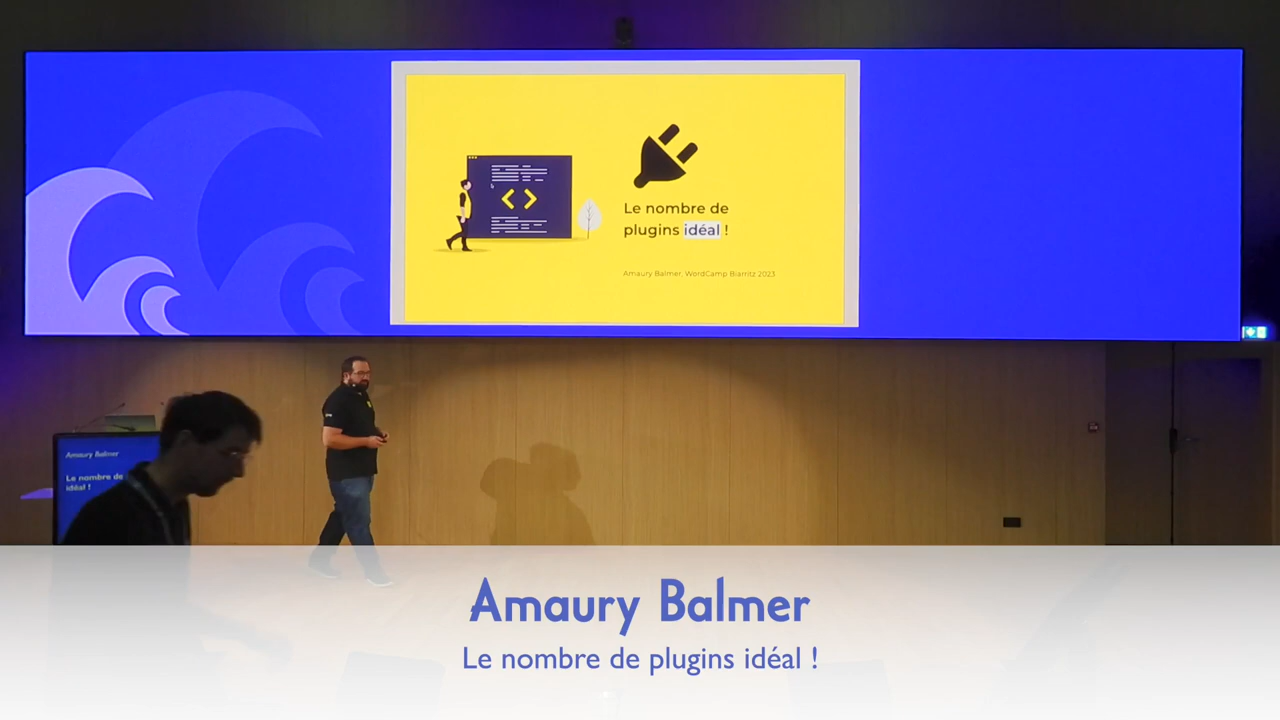 Le nombre de
plugins idéal !
Amaury Balmer, WordCamp Biarritz 2023
Amaury Balmer
Le nombre de
idéal !
Amaury Balmer
Le nombre de plugins idéal !